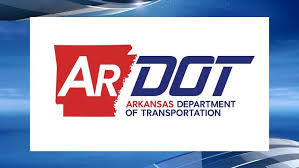 ARDOT
ARKANSAS DEPARTMENT
OF TRANSPORTATION